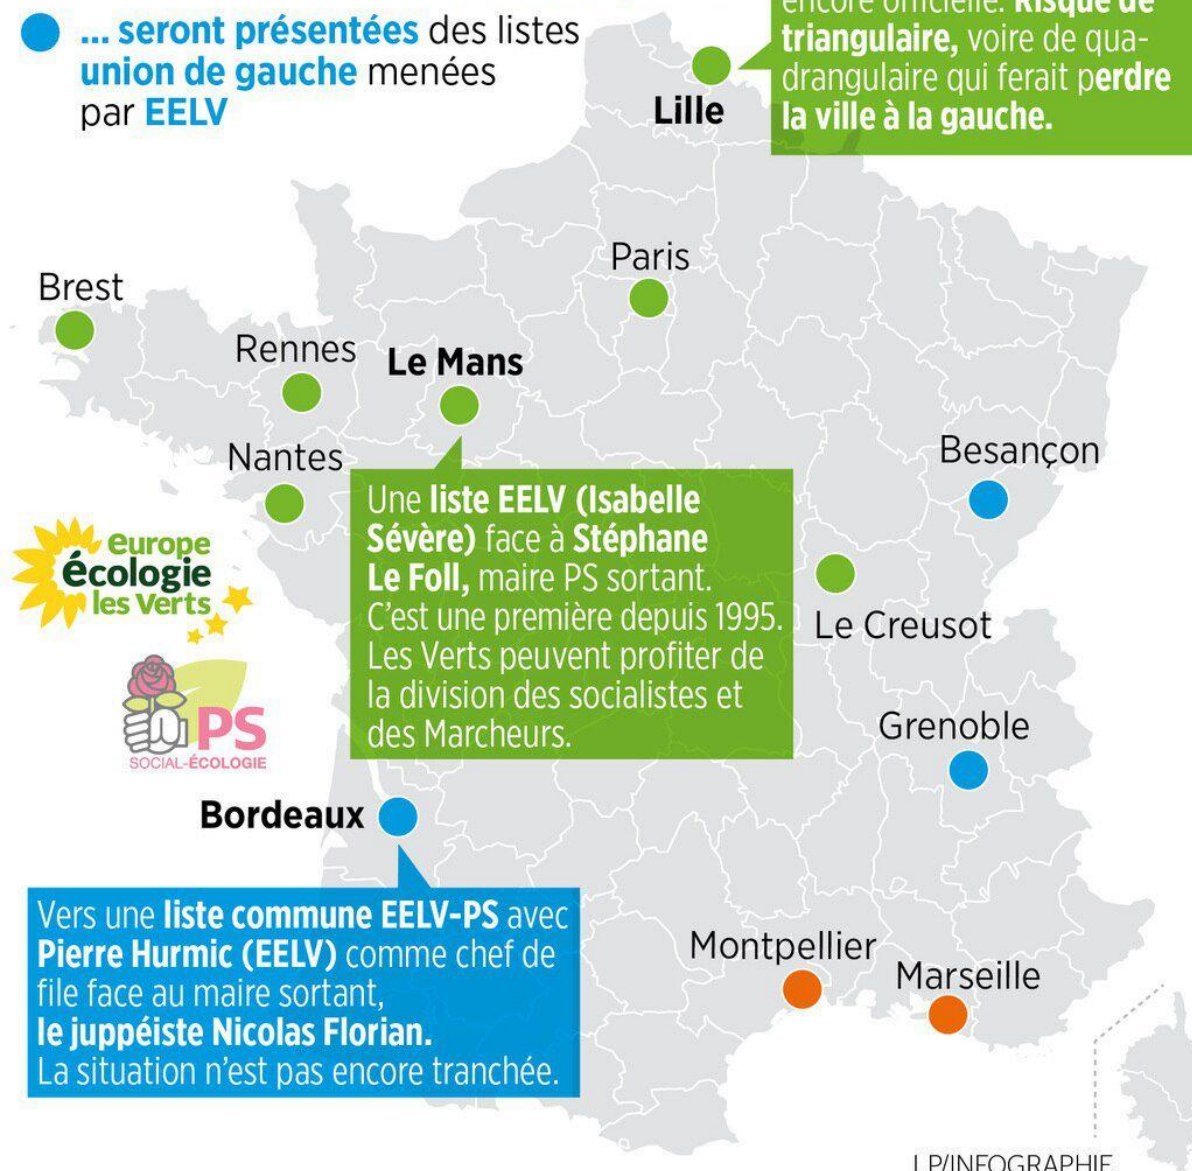 ... seront présentées des listes
union de gauche menées
par EELV
encore officielle. Risque de
triangulaire, voire de qua-
drangulaire qui ferait perdre
la ville à la gauche.
Lille
Paris
Brest
Rennes
Le Mans
Nantes
Besançon
Une liste EELV (Isabelle
Sévère) face à Stéphane
Le Foll, maire PS sortant.
C'est une première depuis 1995.
Les Verts peuvent profiter de
la division des socialistes et
des Marcheurs.
europe
écologie
les Verts
Le Creusot
PS
SOCIAL-ÉCOLOGIE
Grenoble
Bordeaux
Vers une liste commune EELV-PS avec
Pierre Hurmic (EELV) comme chef de
file face au maire sortant,
le juppéiste Nicolas Florian.
La situation n'est pas encore tranchée.
Montpellier
Marseille
LP/INFOGRAPHIE